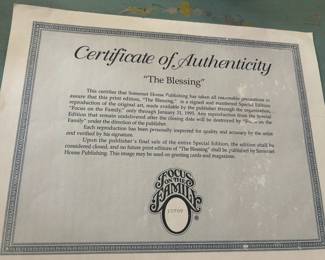 Certificate of Authenticity
"The Blessing"
This certifies that Somerset House Publishing has taken all reasonable precautions to
assure that this print edition, "The Blessing," is a signed and numbered Special Edition
reproduction of the original art, made available by the publisher through the organization,
"Focus on the Family," only through January 31, 1995. Any reproduction from the Special
Edition that remain undelivered after the closing date will be destroyed by "Focus on the
Family" under the direction of the publisher.
Each reproduction has been personally inspected for quality and accuracy by the artist
and verified by his signature.
Upon the publisher's final sale of the entire Special Edition, the edition shall be
considered closed, and no future print editions of "The Blessing" shall be published by Somerset
House Publishing. This image may be used on greeting cards and magazines.
FOCUS
ON THE
FAMILY